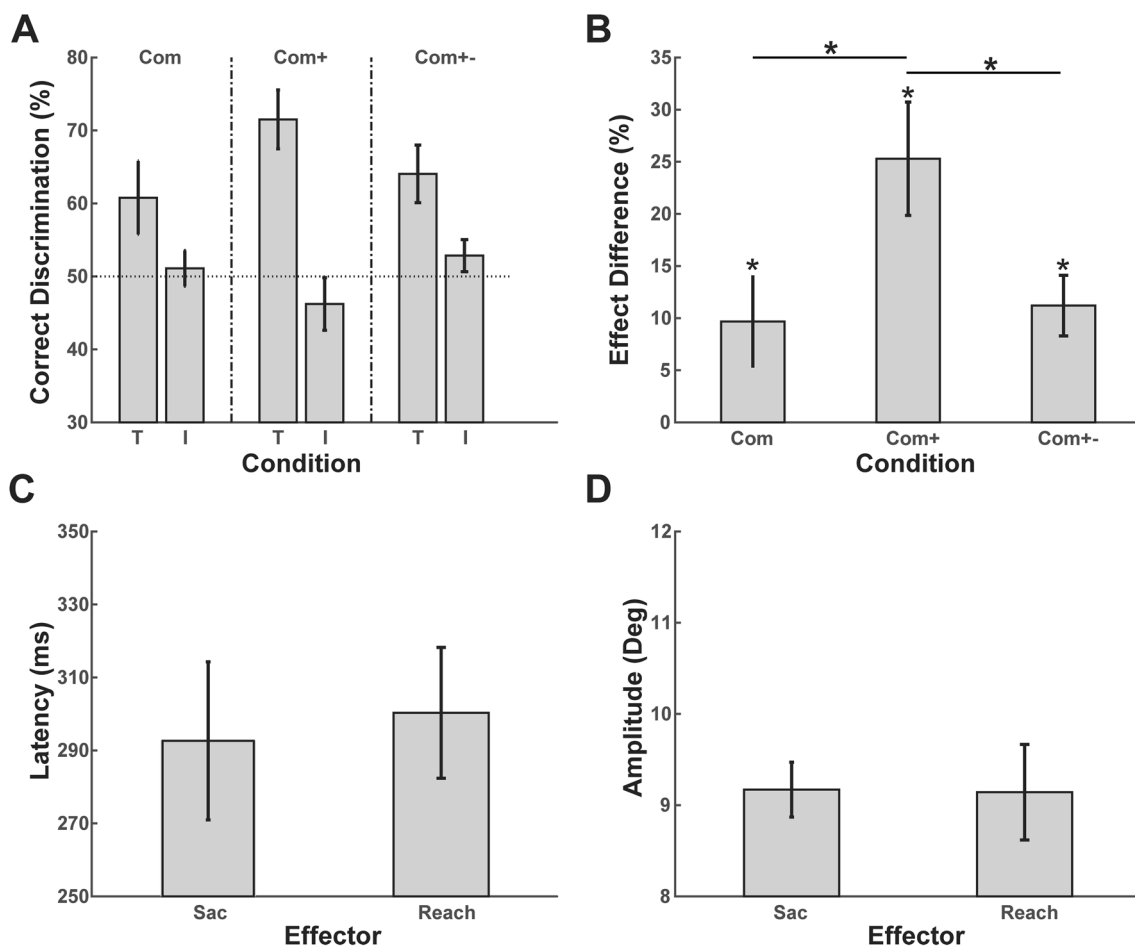 A
Correct Discrimination (%)
80
70
60
50
40
30
Com
Com+
Com+-
T
I
T
I
T
I
Condition
B
Effect Difference (%)
35
30
25
20
15
10
5
0
*
*
*
*
*
Com
Com+
Com+-
Condition
C
Latency (ms)
350
330
310
290
270
250
Sac
Reach
Effector
D
Amplitude (Deg)
12
11
10
9
8
Sac
Reach
Effector